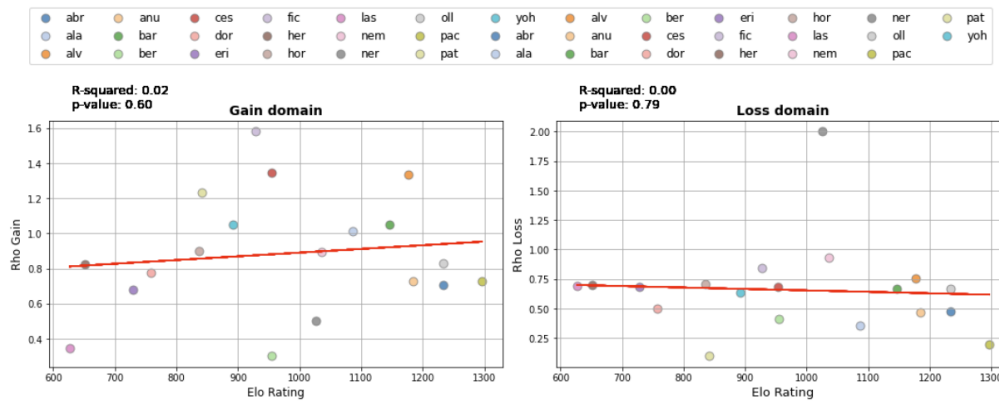 abr anu ces fic las oll yoh alv ber eri hor ner pat
ala bar dor her nem pac abr anu ces fic las oll yoh
alv ber eri hor ner pat ala bar dor her nem pac
R-squared: 0.02
p-value: 0.60
Gain domain
1.6
1.4
1.2
1.0
0.8
0.6
0.4
Rho Gain
600 700 800 900 1000 1100 1200 1300
Elo Rating
R-squared: 0.00
p-value: 0.79
Loss domain
2.00
1.75
1.50
1.25
1.00
0.75
0.50
0.25
Rho Loss
600 700 800 900 1000 1100 1200 1300
Elo Rating